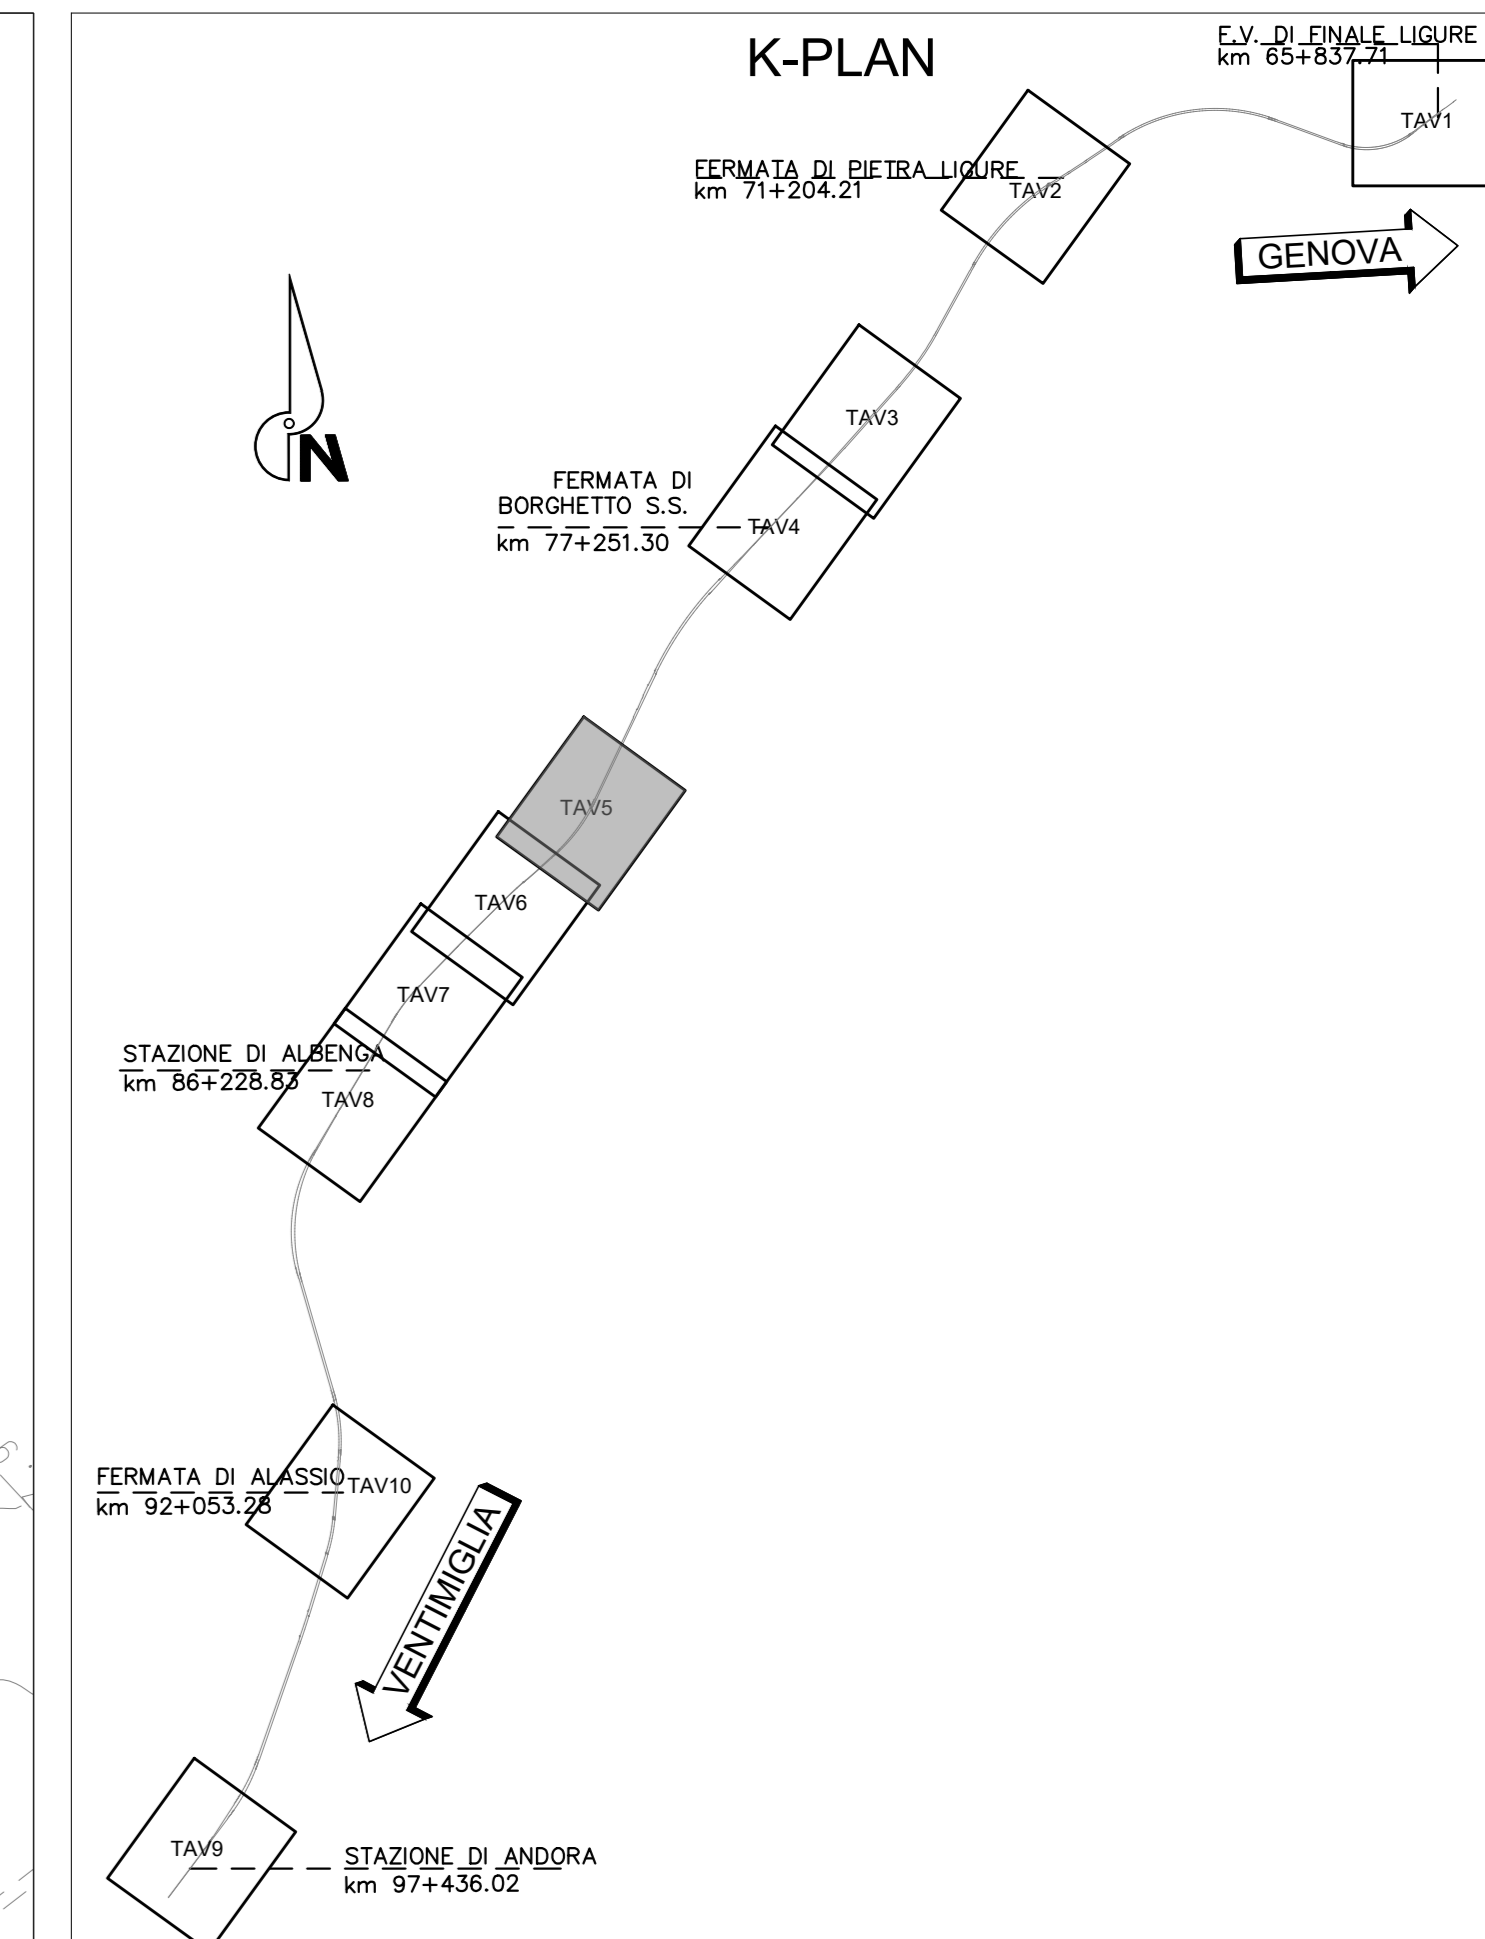 K-PLAN
F.V. DI FINALE LIGURE
km 65+837.71
TAV1
FERMATA DI PIETRA LIGURE
km 71+204.21
TAV2
GENOVA
TAV3
N
FERMATA DI
BORGHETTO S.S.
km 77+251.30
TAV4
TAV5
TAV6
TAV7
STAZIONE DI ALBENGA
km 86+228.83
TAV8
FERMATA DI ALASSIO
km 92+053.28
TAV10
VENTIMIGLIA
TAV9
STAZIONE DI ANDORA
km 97+436.02